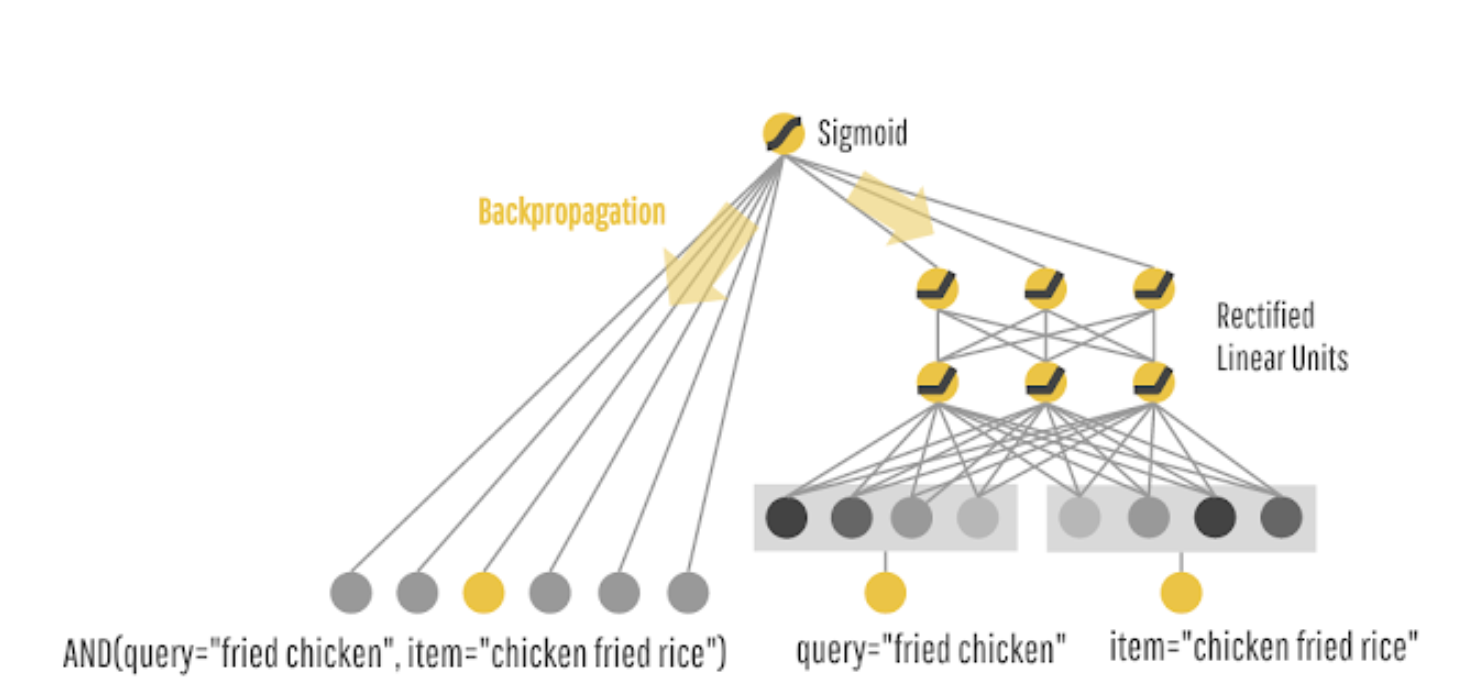 Sigmoid
Backpropagation
Rectified
Linear Units
AND(query="fried chicken", item="chicken fried rice")
query="fried chicken"
item="chicken fried rice"